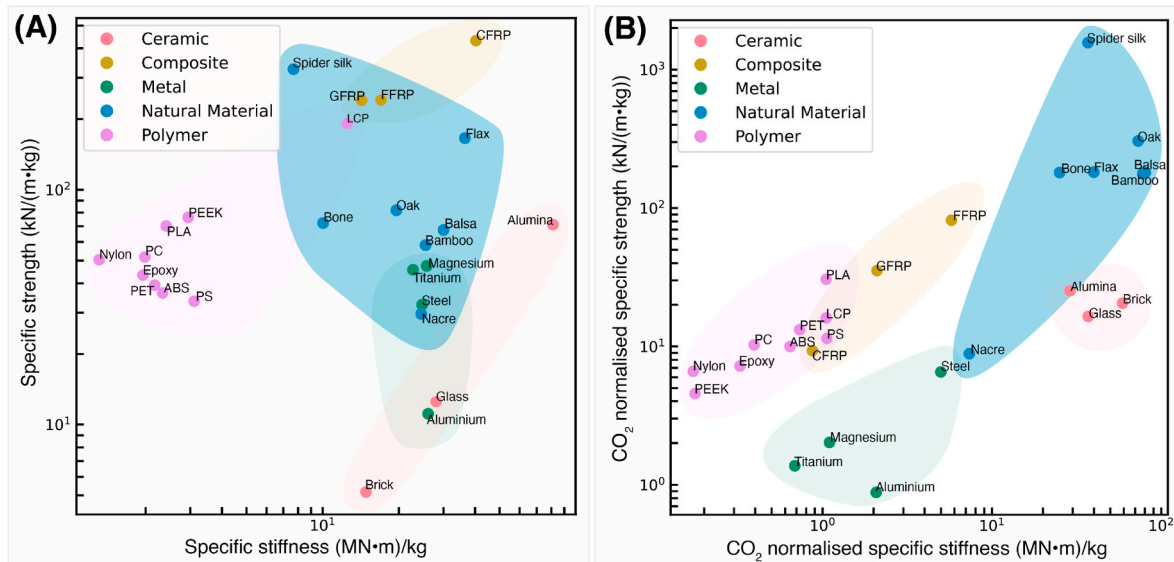 (A)
Ceramic
Composite
Metal
Natural Material
Polymer
CFRP
Spider silk
GFRP
FFRP
LCP
Flax
PEEK
PLA
Bone
Oak
Alumina
Balsa
Nylon
PC
Bamboo
Epoxy
Magnesium
Titanium
PET
ABS
PS
Steel
Nacre
Glass
Aluminium
Brick
10²
10¹
10¹
Specific strength (kN/(m•kg))
Specific stiffness (MN•m)/kg
(B)
Ceramic
Composite
Metal
Natural Material
Polymer
Spider silk
Oak
Bone
Flax
Balsa
Bamboo
FFRP
GFRP
PLA
Alumina
Brick
Glass
LCP
PET
PS
PC
ABS
CFRP
Nacre
Epoxy
Steel
Nylon
PEEK
Magnesium
Titanium
Aluminium
10³
10²
10¹
10⁰
10⁰
10¹
10²
CO₂ normalised specific strength (kN/(m•kg))
CO₂ normalised specific stiffness (MN•m)/kg